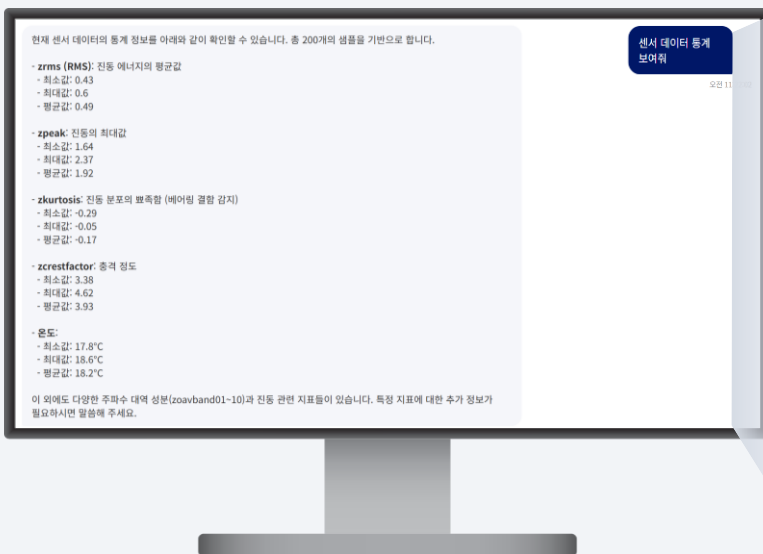 현재 센서 데이터의 통계 정보를 아래와 같이 확인할 수 있습니다. 총 200개의 샘플을 기반으로 합니다.
- zrms (RMS): 진동 에너지의 평균값
- 최소값: 0.43
- 최대값: 0.6
- 평균값: 0.49
- zpeak: 진동의 최대값
- 최소값: 1.64
- 최대값: 2.37
- 평균값: 1.92
- zkurtosis: 진동 분포의 뾰족함 (베어링 결함 감지)
- 최소값: -0.29
- 최대값: -0.05
- 평균값: -0.17
- zcrestfactor: 충격 정도
- 최소값: 3.38
- 최대값: 4.62
- 평균값: 3.93
- 온도:
- 최소값: 17.8°C
- 최대값: 18.6°C
- 평균값: 18.2°C
이 외에도 다양한 주파수 대역 성분(zoavband01~10)과 진동 관련 지표들이 있습니다. 특정 지표에 대한 추가 정보가
필요하시면 말씀해 주세요.
센서 데이터 통계
보여줘
오전 11